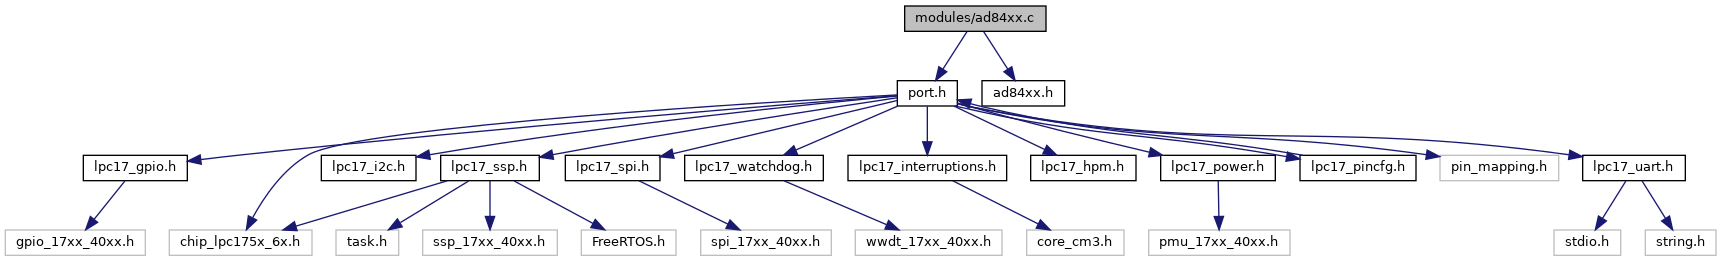 modules/ad84xx.c
port.h
ad84xx.h
lpc17_gpio.h
lpc17_i2c.h
lpc17_ssp.h
lpc17_spi.h
lpc17_watchdog.h
lpc17_interruptions.h
lpc17_hpm.h
lpc17_power.h
lpc17_pincfg.h
pin_mapping.h
lpc17_uart.h
gpio_17xx_40xx.h
chip_lpc175x_6x.h
task.h
ssp_17xx_40xx.h
FreeRTOS.h
spi_17xx_40xx.h
wwdt_17xx_40xx.h
core_cm3.h
pmu_17xx_40xx.h
stdio.h
string.h